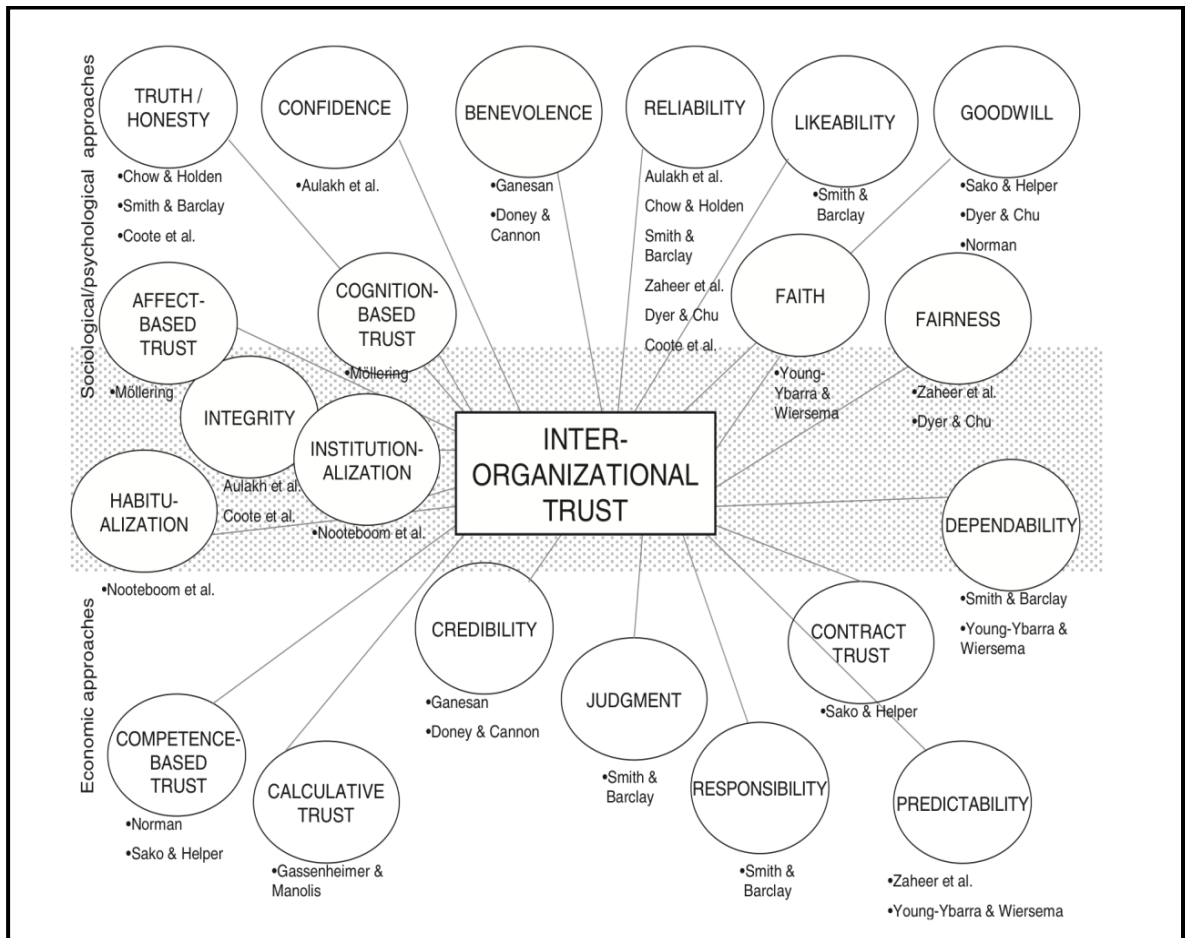 Sociological/psychological approaches
TRUTH /
HONESTY
•Chow & Holden
•Smith & Barclay
•Coote et al.
CONFIDENCE
•Aulakh et al.
BENEVOLENCE
•Ganesan
•Doney &
Cannon
RELIABILITY
Aulakh et al.
Chow & Holden
Smith &
Barclay
Zaheer et al.
Dyer & Chu
Coote et al.
LIKEABILITY
•Smith &
Barclay
GOODWILL
•Sako & Helper
•Dyer & Chu
•Norman
AFFECT-
BASED
TRUST
•Möllering
COGNITION-
BASED
TRUST
•Möllering
FAITH
•Young-
Ybarra &
Wiersema
FAIRNESS
•Zaheer et al.
•Dyer & Chu
INTEGRITY
Aulakh et al.
Coote et al.
INSTITUTION-
ALIZATION
•Nooteboom et al.
INTER-
ORGANIZATIONAL
TRUST
HABITU-
ALIZATION
•Nooteboom et al.
DEPENDABILITY
•Smith & Barclay
•Young-Ybarra &
Wiersema
Economic approaches
CREDIBILITY
•Ganesan
•Doney & Cannon
JUDGMENT
•Smith &
Barclay
CONTRACT
TRUST
•Sako & Helper
COMPETENCE-
BASED
TRUST
•Norman
•Sako & Helper
CALCULATIVE
TRUST
•Gassenheimer &
Manolis
RESPONSIBILITY
•Smith &
Barclay
PREDICTABILITY
•Zaheer et al.
•Young-Ybarra & Wiersema